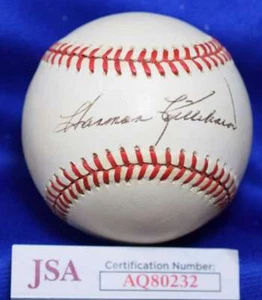 Harmon Killebrew
JSA
Certification Number:
AQ80232